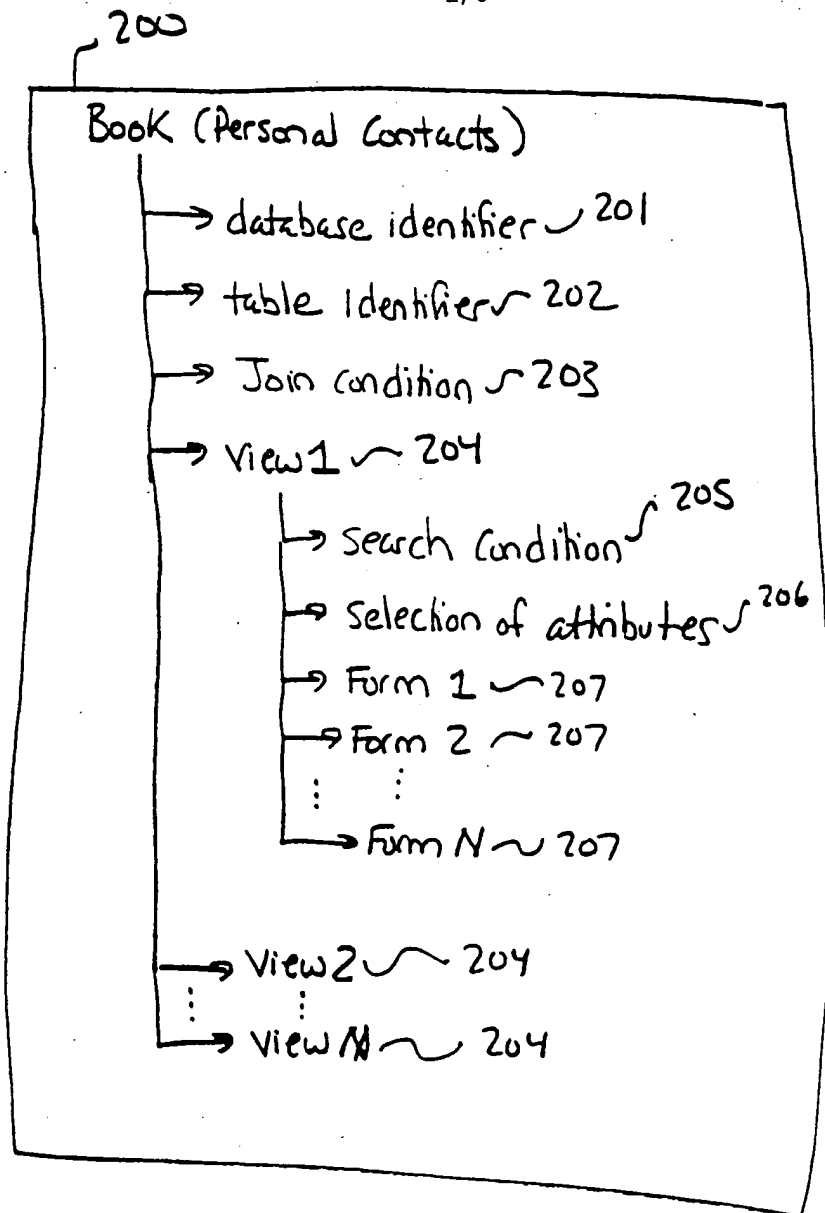 200
Book (Personal Contacts)
database identifier 201
table identifier 202
Join condition 203
View 1 204
Search Condition 205
Selection of attributes 206
Form 1 207
Form 2 207
Form N 207
View 2 204
View N 204